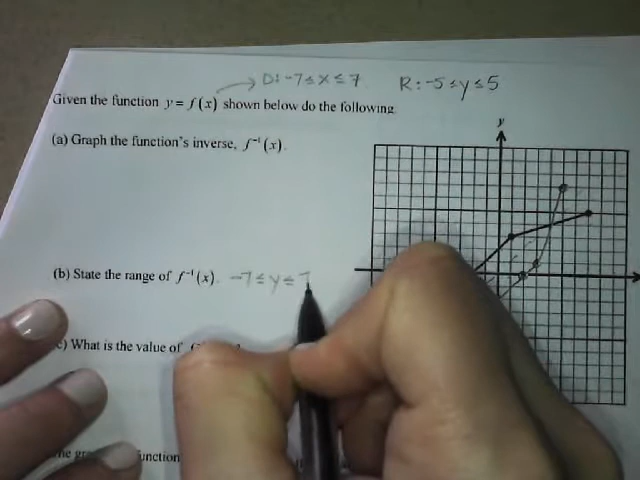 D: -7 ≤ x ≤ 7 R: -5 ≤ y ≤ 5
Given the function y = f(x) shown below do the following.
y
(a) Graph the function's inverse, f⁻¹(x).
(b) State the range of f⁻¹(x). -7 ≤ y ≤ 7
(c) What is the value of